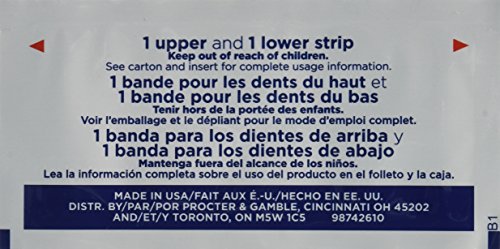 1 upper and 1 lower strip
Keep out of reach of children.
See carton and insert for complete usage information.
1 bande pour les dents du haut et
1 bande pour les dents du bas
Tenir hors de la portée des enfants.
Voir l'emballage et le dépliant pour le mode d'emploi complet.
1 banda para los dientes de arriba y
1 banda para los dientes de abajo
Mantenga fuera del alcance de los niños.
Lea la información completa sobre el uso del producto en el folleto y la caja.
MADE IN USA/FAIT AUX É.-U./HECHO EN EE. UU.
DISTR. BY/PAR/POR PROCTER & GAMBLE, CINCINNATI OH 45202
AND/ET/Y TORONTO, ON M5W 1C5 98742610
B1